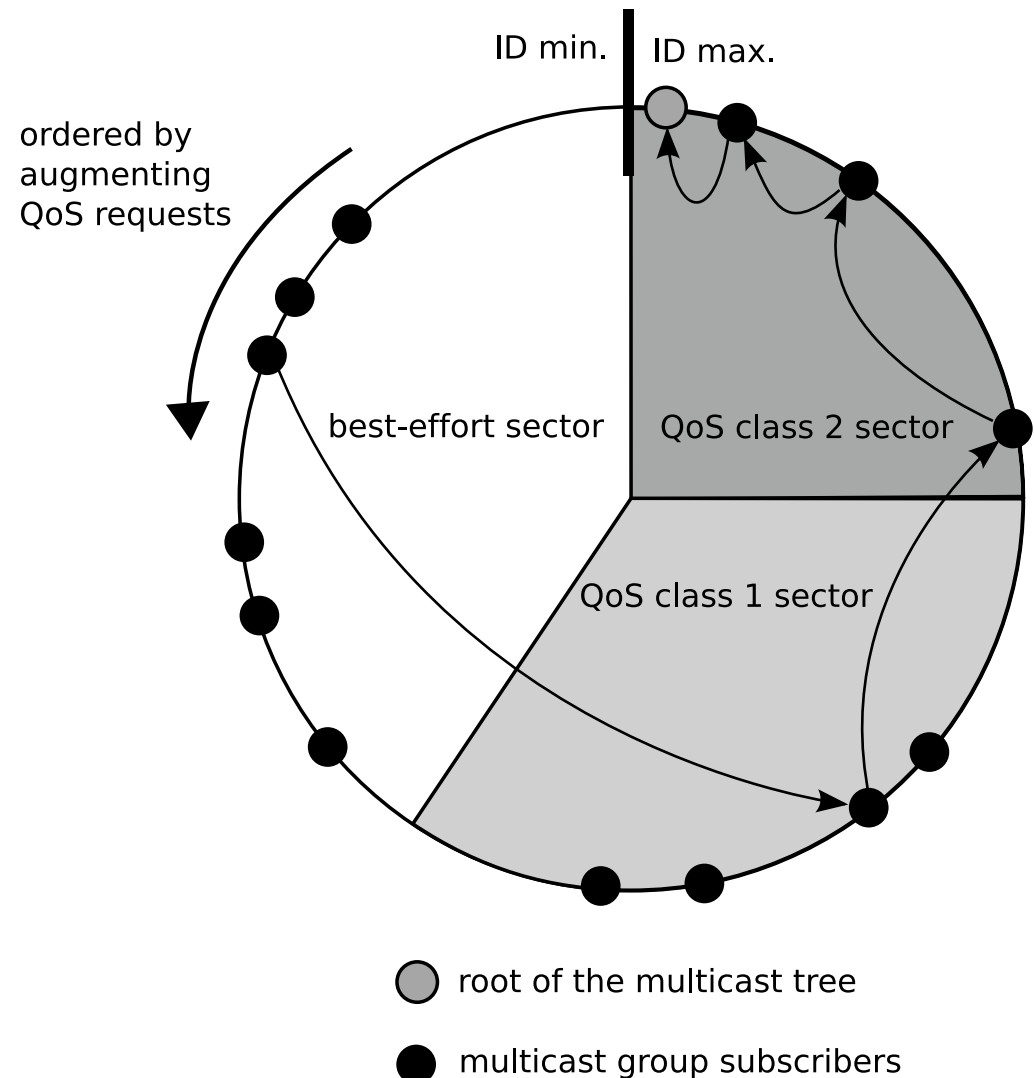 ID min.
ID max.
ordered by
augmenting
QoS requests
best-effort sector
QoS class 2 sector
QoS class 1 sector
root of the multicast tree
multicast group subscribers